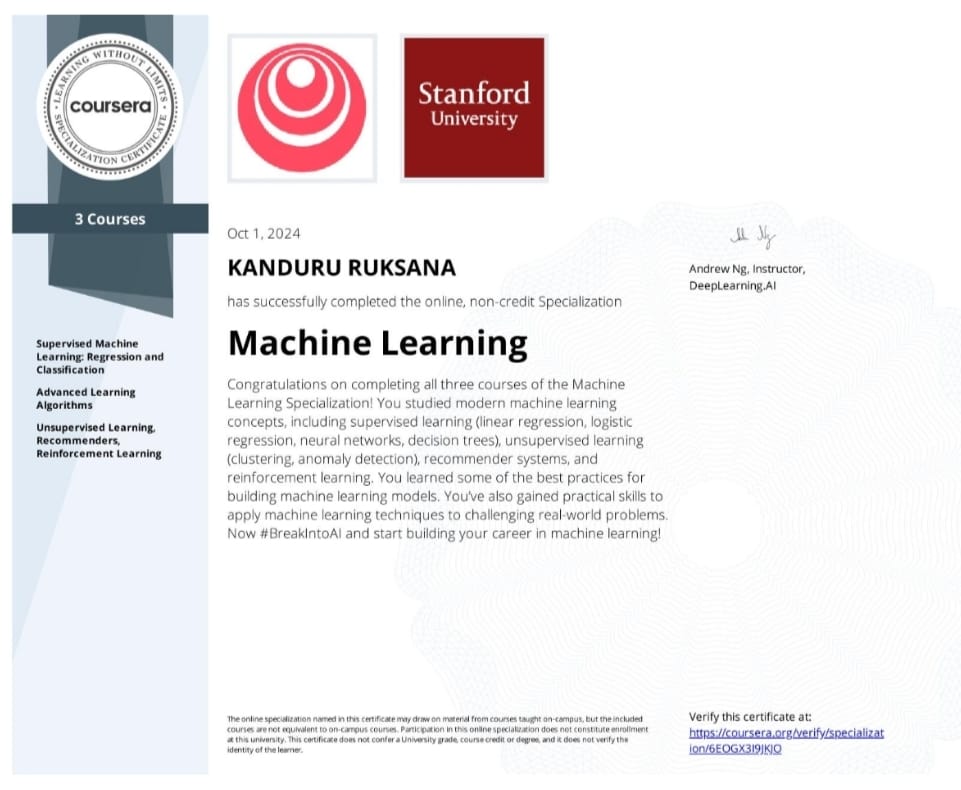 LEARNING WITHOUT LIMITS
coursera
SPECIALIZATION CERTIFICATE
3 Courses
Supervised Machine
Learning: Regression and
Classification
Advanced Learning
Algorithms
Unsupervised Learning,
Recommenders,
Reinforcement Learning
Stanford
University
Oct 1, 2024
KANDURU RUKSANA
has successfully completed the online, non-credit Specialization
Machine Learning
Congratulations on completing all three courses of the Machine
Learning Specialization! You studied modern machine learning
concepts, including supervised learning (linear regression, logistic
regression, neural networks, decision trees), unsupervised learning
(clustering, anomaly detection), recommender systems, and
reinforcement learning. You learned some of the best practices for
building machine learning models. You've also gained practical skills to
apply machine learning techniques to challenging real-world problems.
Now #BreakIntoAI and start building your career in machine learning!
Andrew Ng, Instructor,
DeepLearning.AI
The online specialization named in this certificate may draw on material from courses taught on-campus, but the included
courses are not equivalent to on-campus courses. Participation in this online specialization does not constitute enrollment
at this university. This certificate does not confer a University grade, course credit or degree, and it does not verify the
identity of the learner.
Verify this certificate at:
https://coursera.org/verify/specializat
ion/6EOGX3I9JKJO